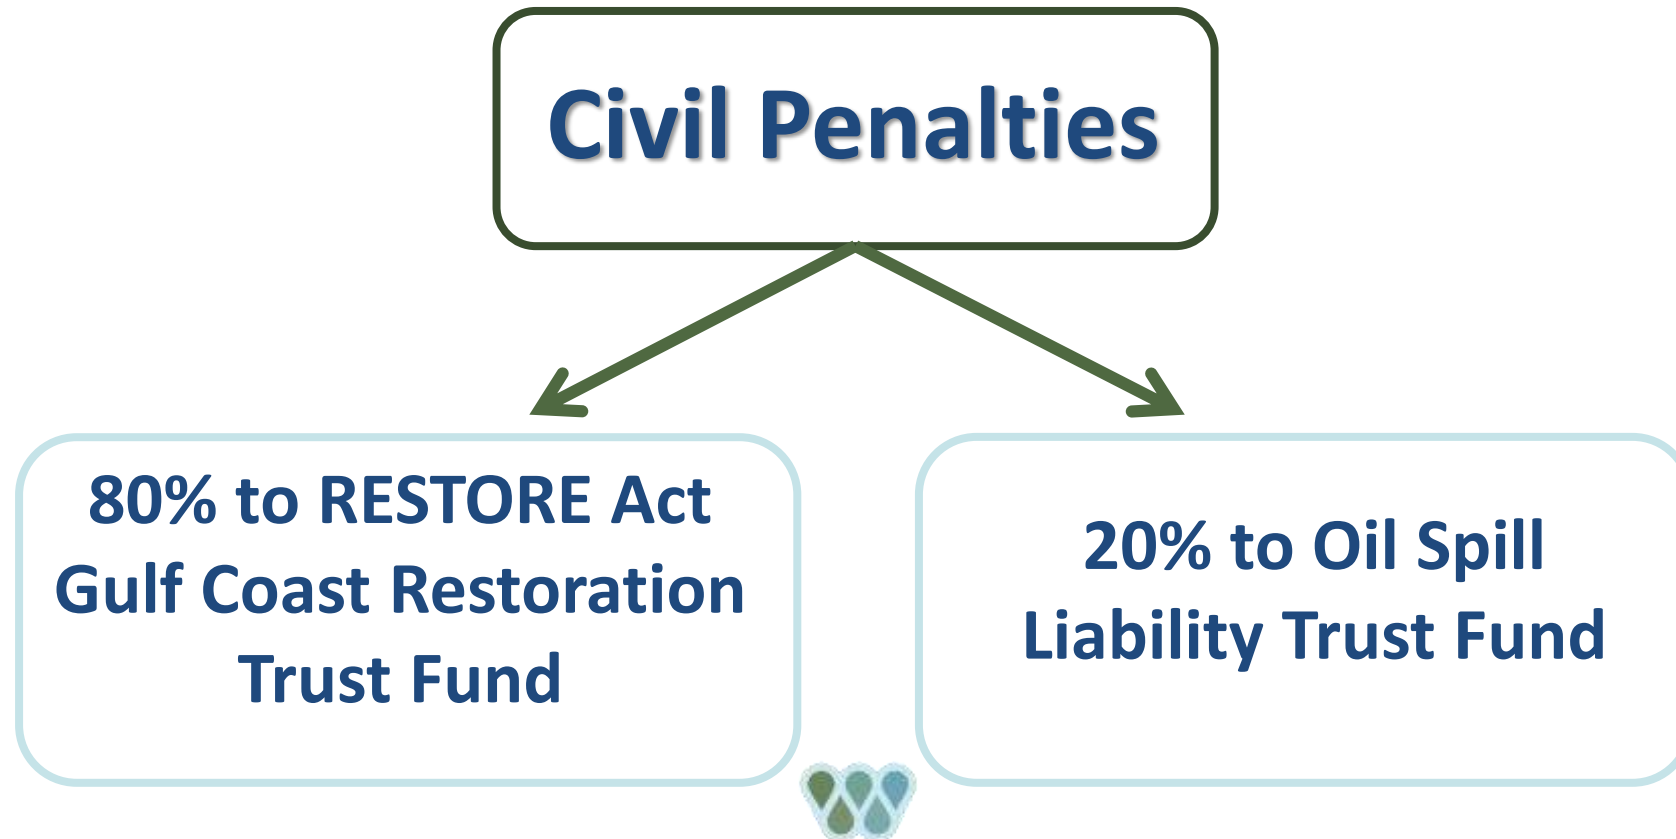 Civil Penalties
80% to RESTORE Act
Gulf Coast Restoration
Trust Fund
20% to Oil Spill
Liability Trust Fund